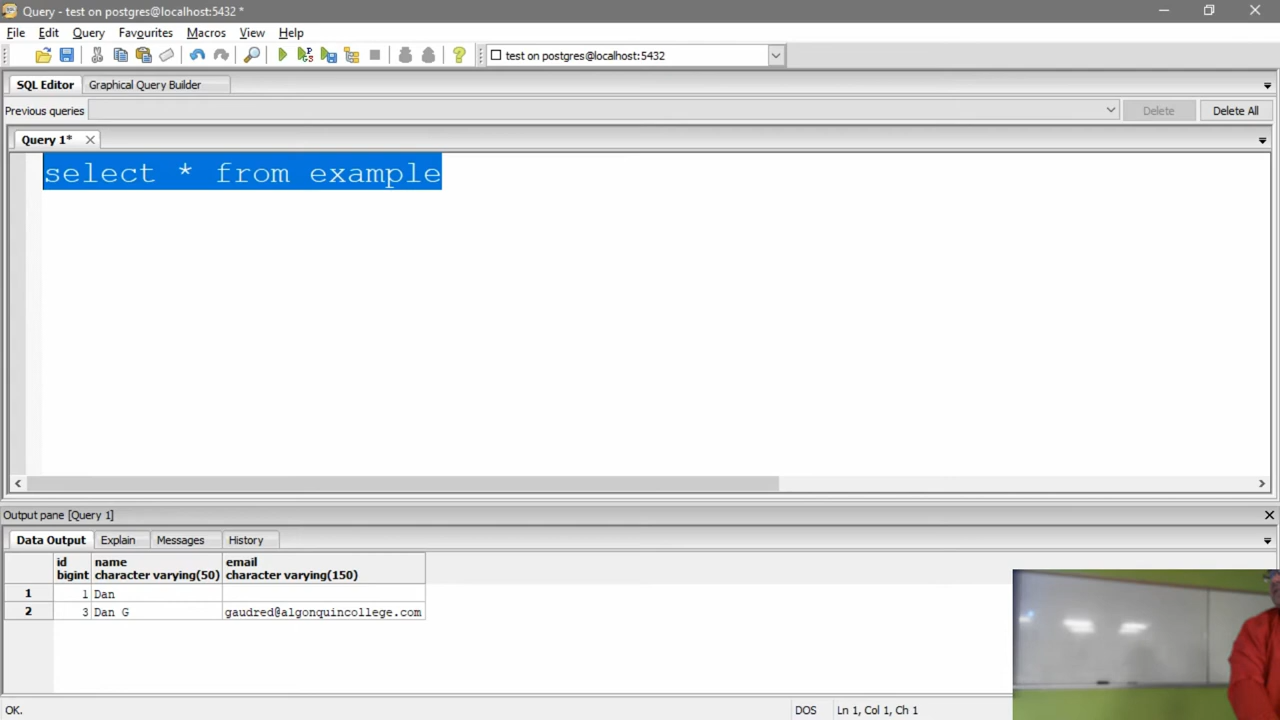 Query - test on postgres@localhost:5432 *
File Edit Query Favourites Macros View Help
test on postgres@localhost:5432
SQL Editor Graphical Query Builder
Previous queries Delete Delete All
Query 1*
select * from example
Output pane [Query 1]
Data Output Explain Messages History
id name email
bigint character varying(50) character varying(150)
1 1 Dan
2 3 Dan G gaudred@algonquincollege.com
OK. DOS Ln 1, Col 1, Ch 1